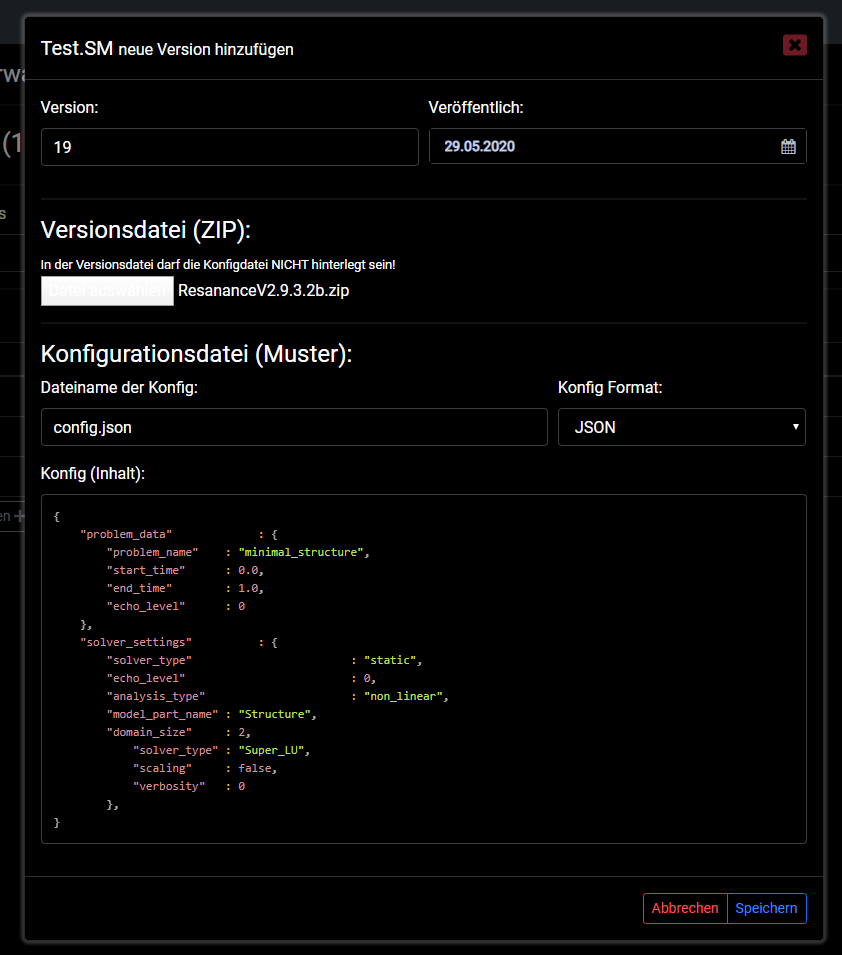 Test.SM neue Version hinzufügen
Version:
Veröffentlich:
19
29.05.2020
(1
s
Versionsdatei (ZIP):
In der Versionsdatei darf die Konfigdatei NICHT hinterlegt sein!
Datei auswählen ResananceV2.9.3.2b.zip
Konfigurationsdatei (Muster):
Dateiname der Konfig:
Konfig Format:
config.json
JSON
Konfig (Inhalt):
en +
{
"problem_data" : {
"problem_name" : "minimal_structure",
"start_time" : 0.0,
"end_time" : 1.0,
"echo_level" : 0
},
"solver_settings" : {
"solver_type" : "static",
"echo_level" : 0,
"analysis_type" : "non_linear",
"model_part_name" : "Structure",
"domain_size" : 2,
"solver_type" : "Super_LU",
"scaling" : false,
"verbosity" : 0
},
}
Abbrechen
Speichern